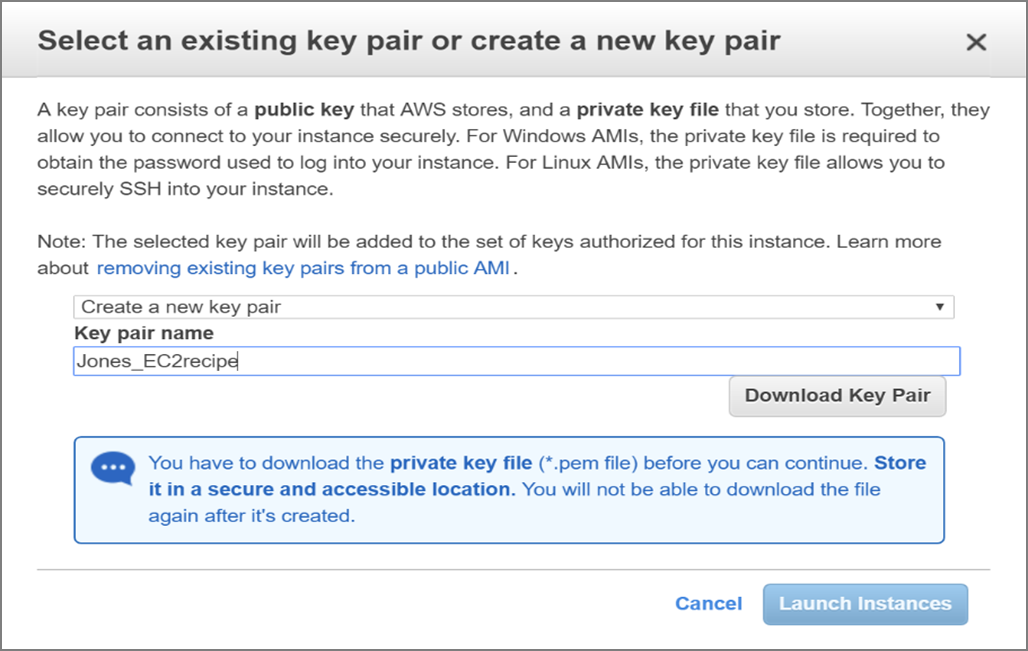 Select an existing key pair or create a new key pair
A key pair consists of a public key that AWS stores, and a private key file that you store. Together, they
allow you to connect to your instance securely. For Windows AMIs, the private key file is required to
obtain the password used to log into your instance. For Linux AMIs, the private key file allows you to
securely SSH into your instance.
Note: The selected key pair will be added to the set of keys authorized for this instance. Learn more
about removing existing key pairs from a public AMI .
Create a new key pair
Key pair name
Jones_EC2recipe
Download Key Pair
You have to download the private key file (*.pem file) before you can continue. Store
it in a secure and accessible location. You will not be able to download the file
again after it's created.
Cancel Launch Instances